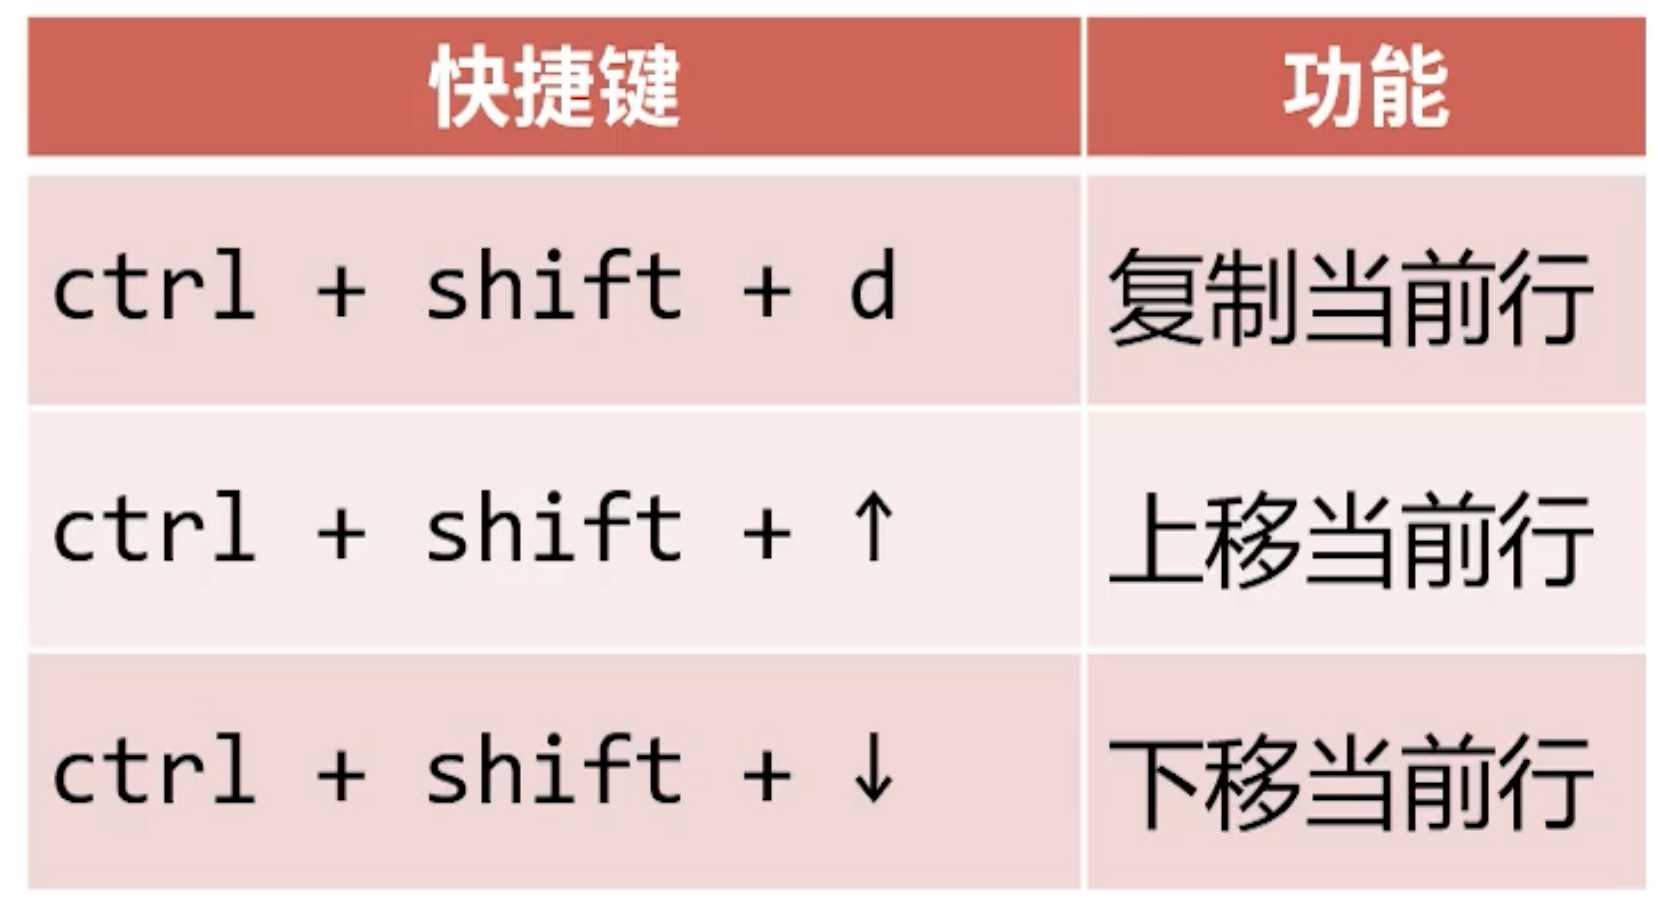 快捷键 功能
ctrl + shift + d 复制当前行
ctrl + shift + ↑ 上移当前行
ctrl + shift + ↓ 下移当前行